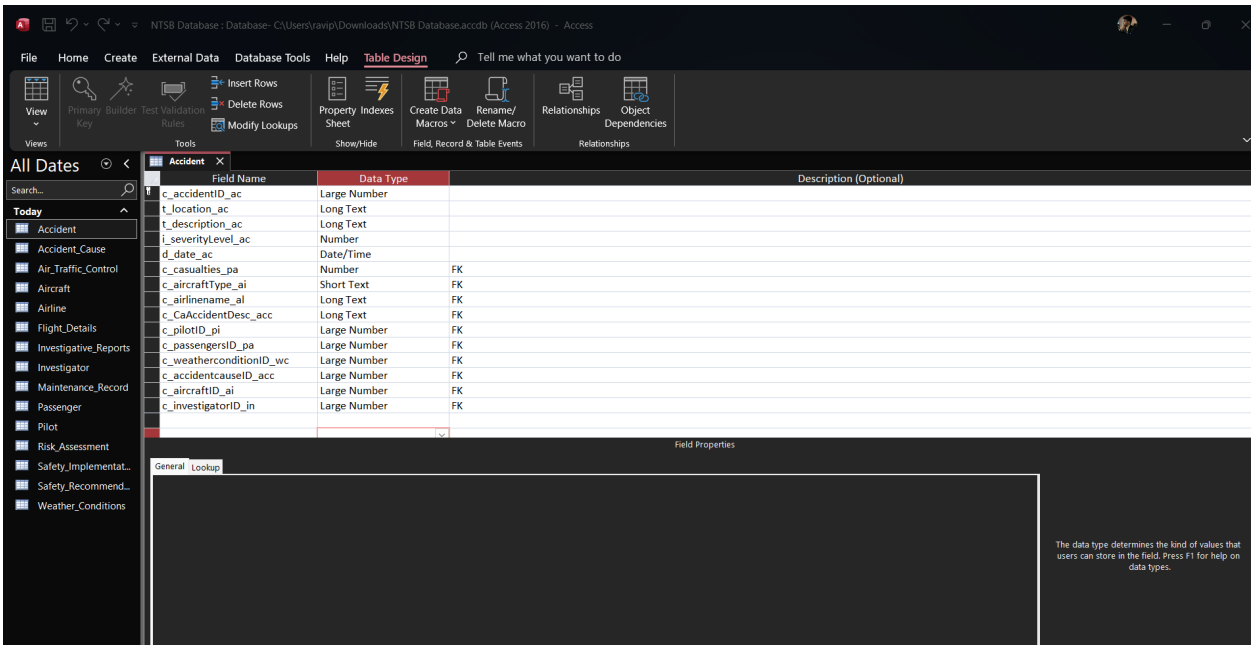 NTSB Database : Database- C:\Users\ravip\Downloads\NTSB Database.accdb (Access 2016) - Access
File Home Create External Data Database Tools Help Table Design Tell me what you want to do
View
Primary Key
Builder
Test Validation Rules
Insert Rows
Delete Rows
Modify Lookups
Property Sheet
Indexes
Create Data Macros
Rename/ Delete Macro
Relationships
Object Dependencies
Views Tools Show/Hide Field, Record & Table Events Relationships
All Dates
Search...
Today
Accident
Accident_Cause
Air_Traffic_Control
Aircraft
Airline
Flight_Details
Investigative_Reports
Investigator
Maintenance_Record
Passenger
Pilot
Risk_Assessment
Safety_Implementat...
Safety_Recommend...
Weather_Conditions
Accident
Field Name Data Type Description (Optional)
c_accidentID_ac Large Number
t_location_ac Long Text
t_description_ac Long Text
i_severityLevel_ac Number
d_date_ac Date/Time
c_casualties_pa Number FK
c_aircraftType_ai Short Text FK
c_airlinename_al Long Text FK
c_CaAccidentDesc_acc Long Text FK
c_pilotID_pi Large Number FK
c_passengersID_pa Large Number FK
c_weatherconditionID_wc Large Number FK
c_accidentcauseID_acc Large Number FK
c_aircraftID_ai Large Number FK
c_investigatorID_in Large Number FK
Field Properties
General Lookup
The data type determines the kind of values that
users can store in the field. Press F1 for help on
data types.